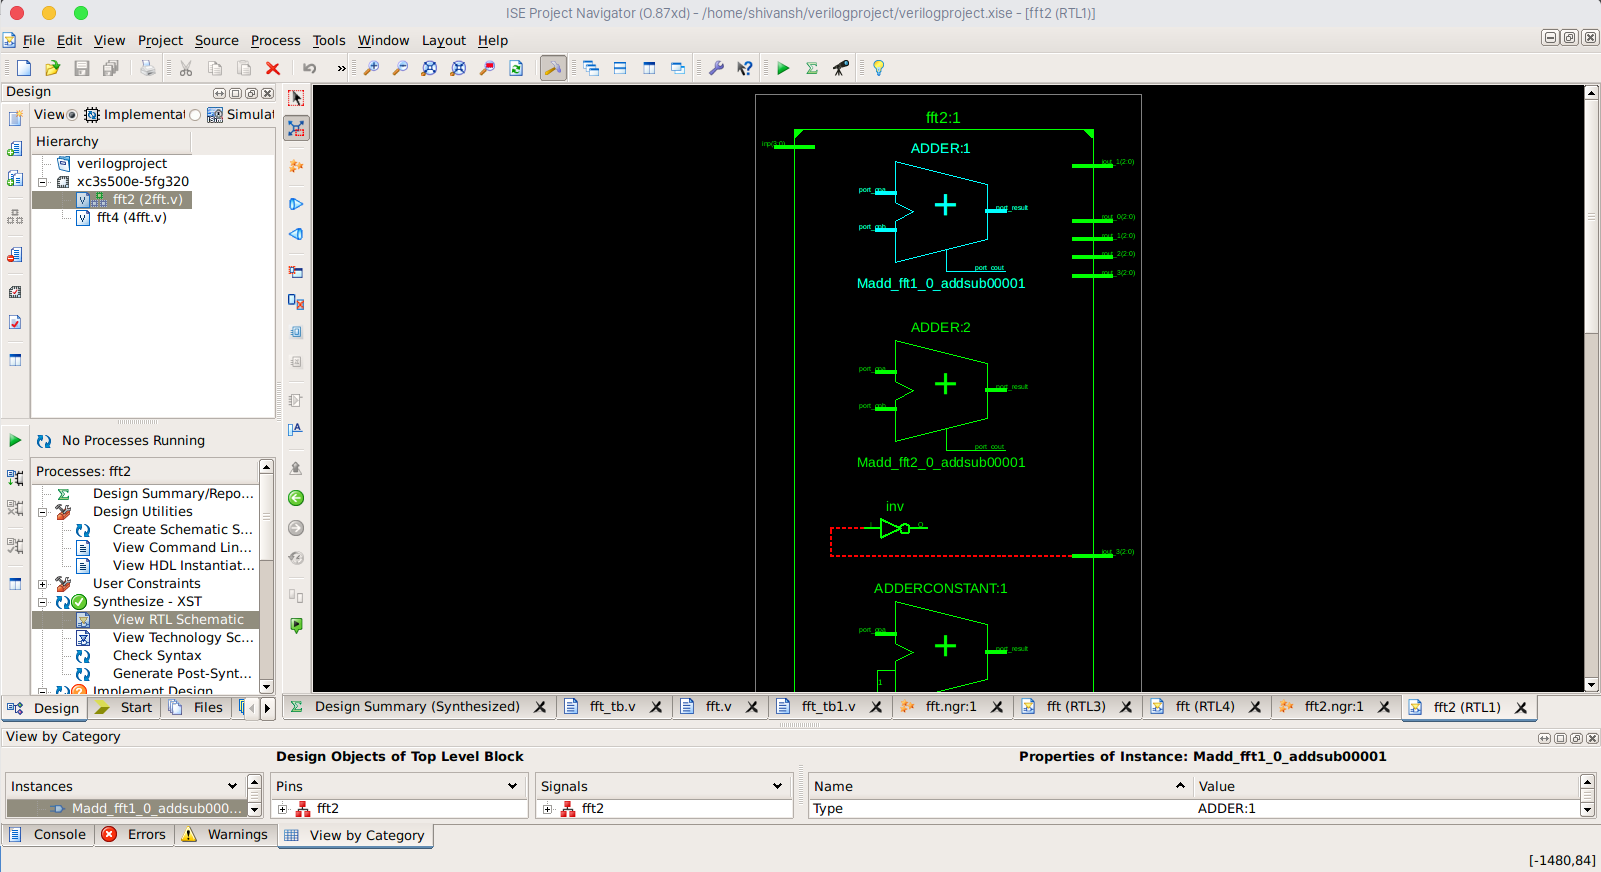 ISE Project Navigator (O.87xd) - /home/shivansh/verilogproject/verilogproject.xise - [fft2 (RTL1)]
File Edit View Project Source Process Tools Window Layout Help
»
Design
View Implementat Simulat
Hierarchy
verilogproject
xc3s500e-5fg320
fft2 (2fft.v)
fft4 (4fft.v)
No Processes Running
Processes: fft2
Design Summary/Repo...
Design Utilities
Create Schematic S...
View Command Lin...
View HDL Instantiat...
User Constraints
Synthesize - XST
View RTL Schematic
View Technology Sc...
Check Syntax
Generate Post-Synt...
Implement Design
Design Start Files
fft2:1
ADDER:1
port_result
port_cout
Madd_fft1_0_addsub00001
ADDER:2
port_result
port_cout
Madd_fft2_0_addsub00001
inv
ADDERCONSTANT:1
port_result
1
Design Summary (Synthesized) fft_tb.v fft.v fft_tb1.v fft.ngr:1 fft (RTL3) fft (RTL4) fft2.ngr:1 fft2 (RTL1)
View by Category
Design Objects of Top Level Block
Properties of Instance: Madd_fft1_0_addsub00001
Instances Pins Signals Name Value
Madd_fft1_0_addsub000... fft2 fft2 Type ADDER:1
Console Errors Warnings View by Category
[-1480,84]